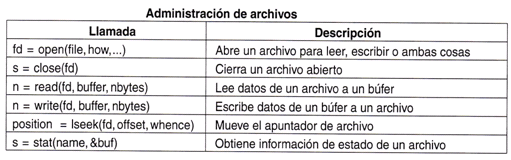 Administración de archivos
Llamada Descripción
fd = open(file, how,...) Abre un archivo para leer, escribir o ambas cosas
s = close(fd) Cierra un archivo abierto
n = read(fd, buffer, nbytes) Lee datos de un archivo a un búfer
n = write(fd, buffer, nbytes) Escribe datos de un búfer a un archivo
position = lseek(fd, offset, whence) Mueve el apuntador de archivo
s = stat(name, &buf) Obtiene información de estado de un archivo